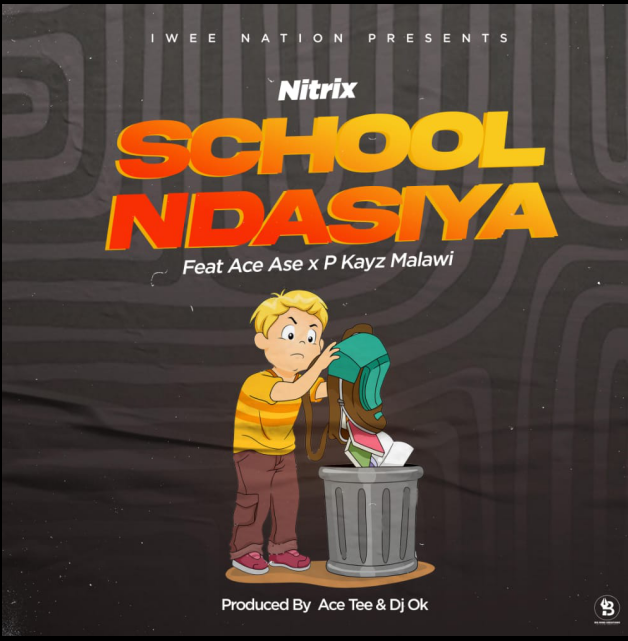 IWEE NATION PRESENTS
Nitrix
SCHOOL
NDASIYA
Feat Ace Ase x P Kayz Malawi
Produced By Ace Tee & Dj Ok